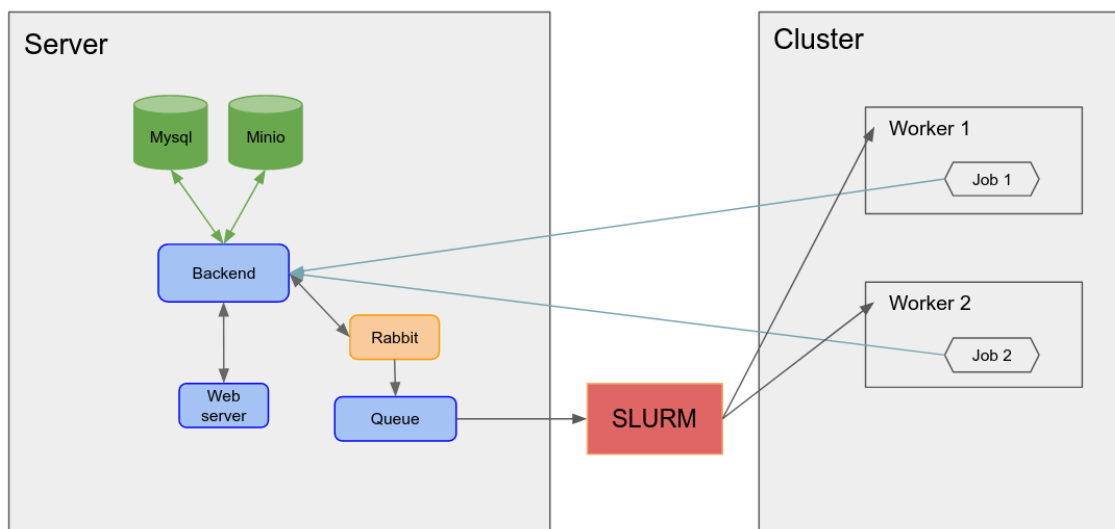 Server
Mysql
Minio
Backend
Rabbit
Web
server
Queue
SLURM
Cluster
Worker 1
Job 1
Worker 2
Job 2